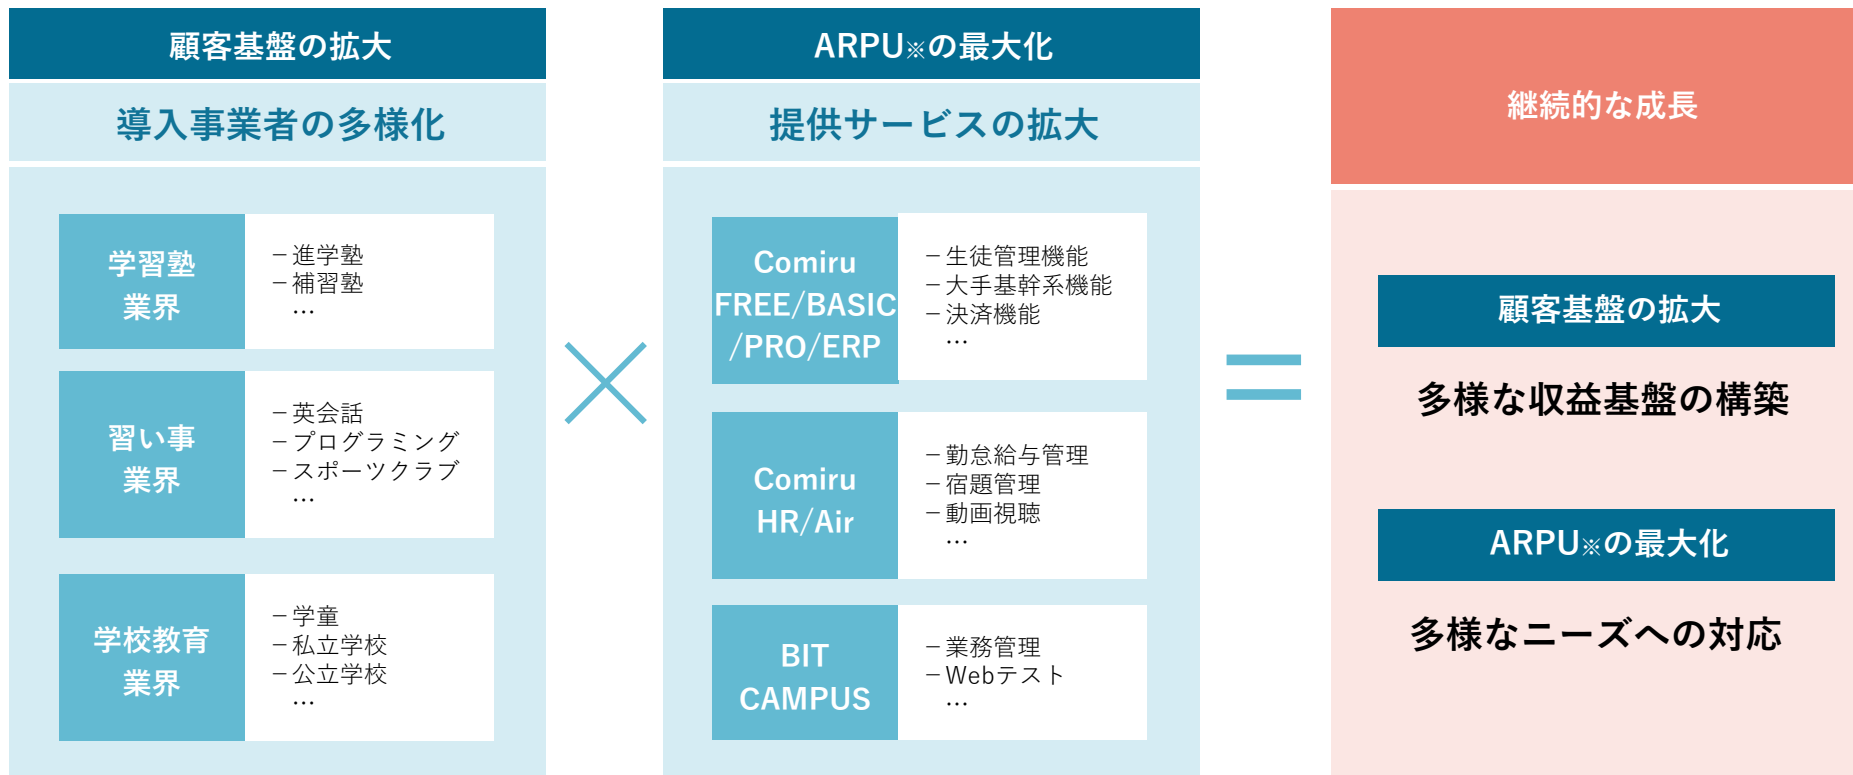 顧客基盤の拡大
導入事業者の多様化
学習塾
業界
－進学塾
－補習塾
…
習い事
業界
－英会話
－プログラミング
－スポーツクラブ
…
学校教育
業界
－学童
－私立学校
－公立学校
…
×
ARPU※の最大化
提供サービスの拡大
Comiru
FREE/BASIC
/PRO/ERP
－生徒管理機能
－大手基幹系機能
－決済機能
…
Comiru
HR/Air
－勤怠給与管理
－宿題管理
－動画視聴
…
BIT
CAMPUS
－業務管理
－Webテスト
…
＝
継続的な成長
顧客基盤の拡大
多様な収益基盤の構築
ARPU※の最大化
多様なニーズへの対応